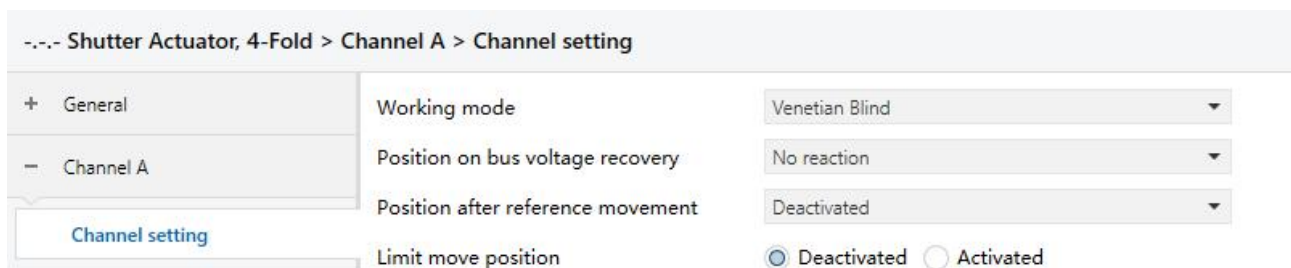 -.-.- Shutter Actuator, 4-Fold > Channel A > Channel setting
+ General
Working mode Venetian Blind
− Channel A
Position on bus voltage recovery No reaction
Position after reference movement Deactivated
Channel setting
Limit move position Deactivated Activated